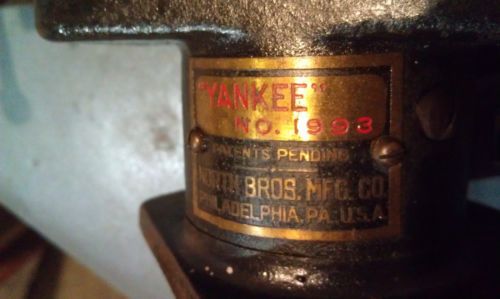 "YANKEE"
NO. 1993
PATENTS PENDING
NORTH BROS. MFG. CO.
PHILADELPHIA, PA. U.S.A.